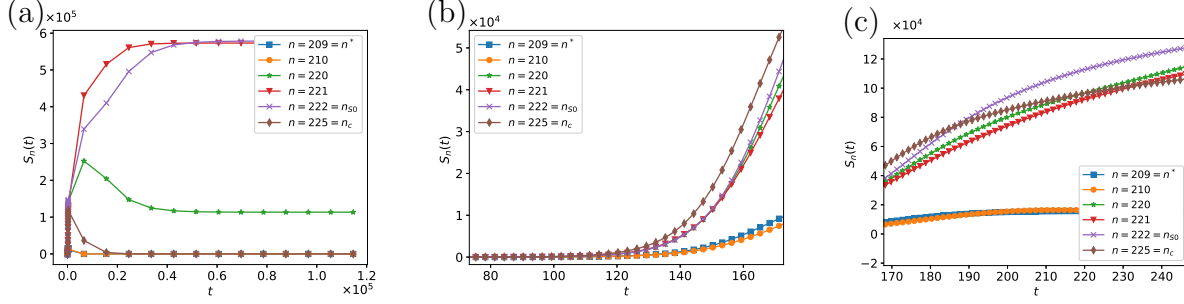 (a)
×10⁵
6
5
4
3
2
1
0
Sₙ(t)
n = 209 = n*
n = 210
n = 220
n = 221
n = 222 = n_{S0}
n = 225 = n_c
0.0 0.2 0.4 0.6 0.8 1.0 1.2
t
×10⁵
(b)
×10⁴
5
4
3
2
1
0
Sₙ(t)
n = 209 = n*
n = 210
n = 220
n = 221
n = 222 = n_{S0}
n = 225 = n_c
80 100 120 140 160
t
(c)
×10⁴
12
10
8
6
4
2
0
−2
Sₙ(t)
n = 209 = n*
n = 210
n = 220
n = 221
n = 222 = n_{S0}
n = 225 = n_c
170 180 190 200 210 220 230 240
t